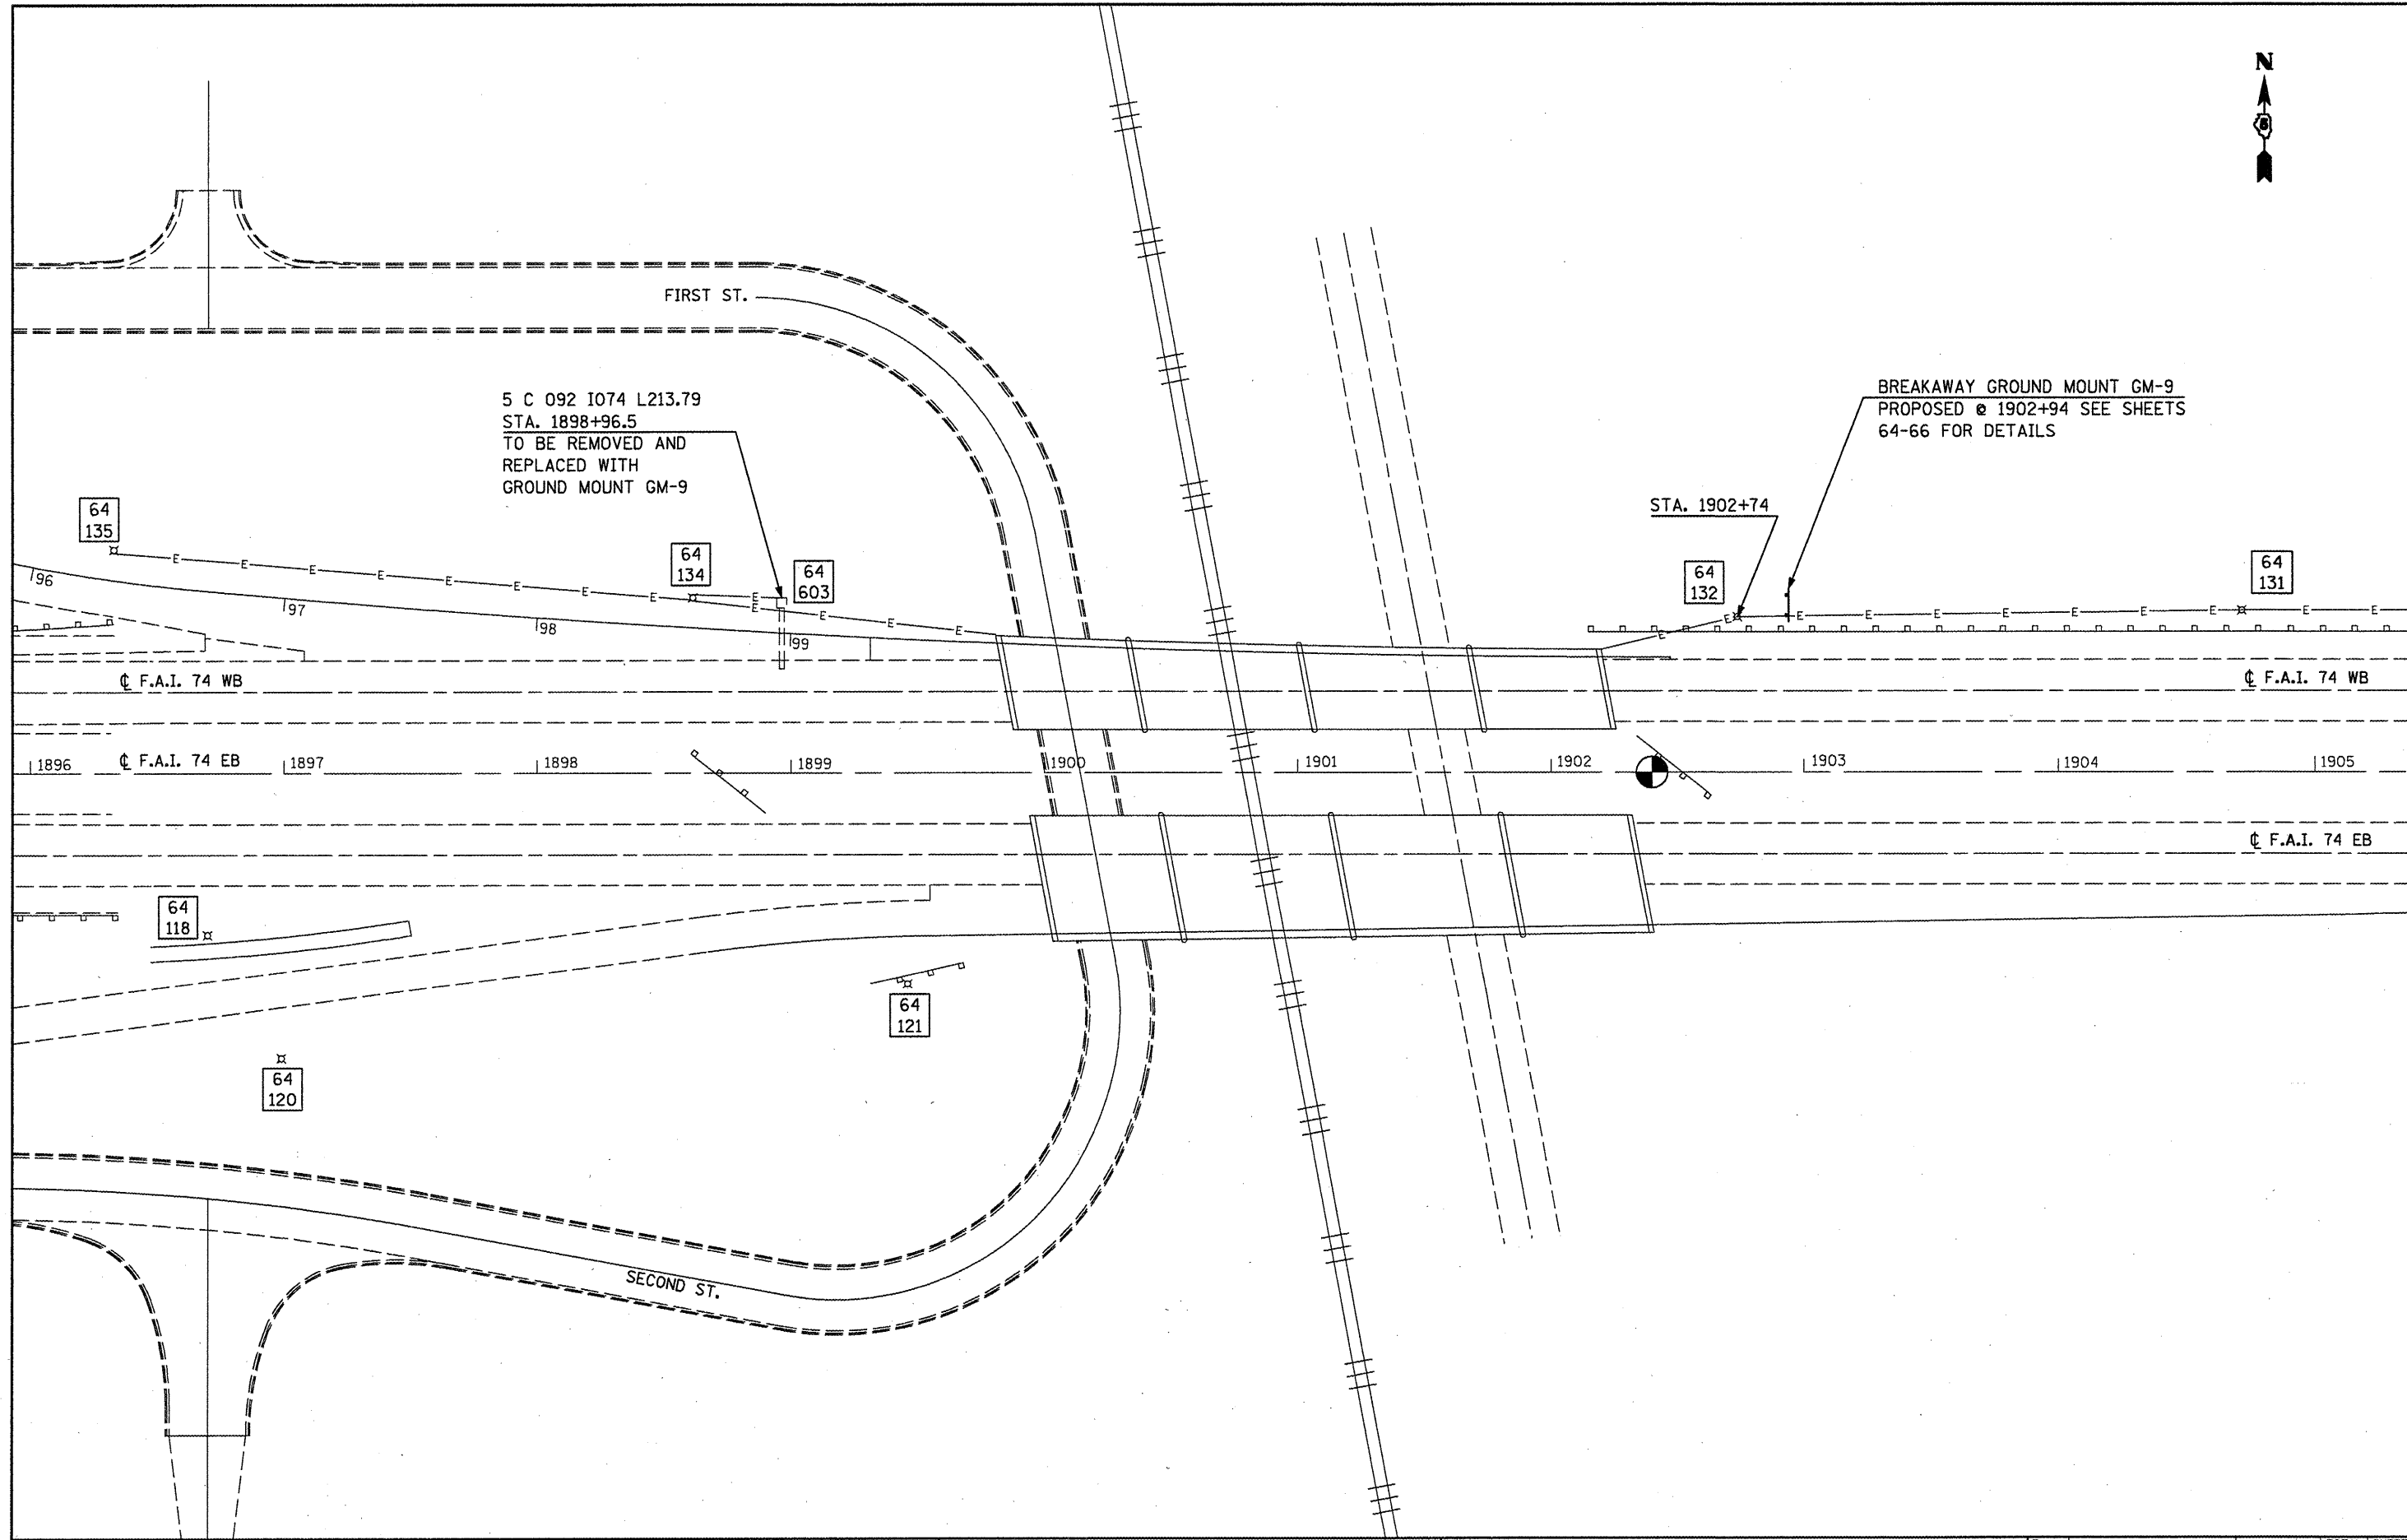 N
5
FIRST ST.
5 C 092 I074 L213.79
STA. 1898+96.5
TO BE REMOVED AND
REPLACED WITH
GROUND MOUNT GM-9
BREAKAWAY GROUND MOUNT GM-9
PROPOSED @ 1902+94 SEE SHEETS
64-66 FOR DETAILS
STA. 1902+74
64
135
64
134
64
603
64
132
64
131
E E E E E E E E E E E E E E
E E E E E E E E E E E
96
97
98
99
℄ F.A.I. 74 WB
℄ F.A.I. 74 WB
1896
℄ F.A.I. 74 EB
1897
1898
1899
1900
1901
1902
1903
1904
1905
℄ F.A.I. 74 EB
64
118
64
121
64
120
SECOND ST.